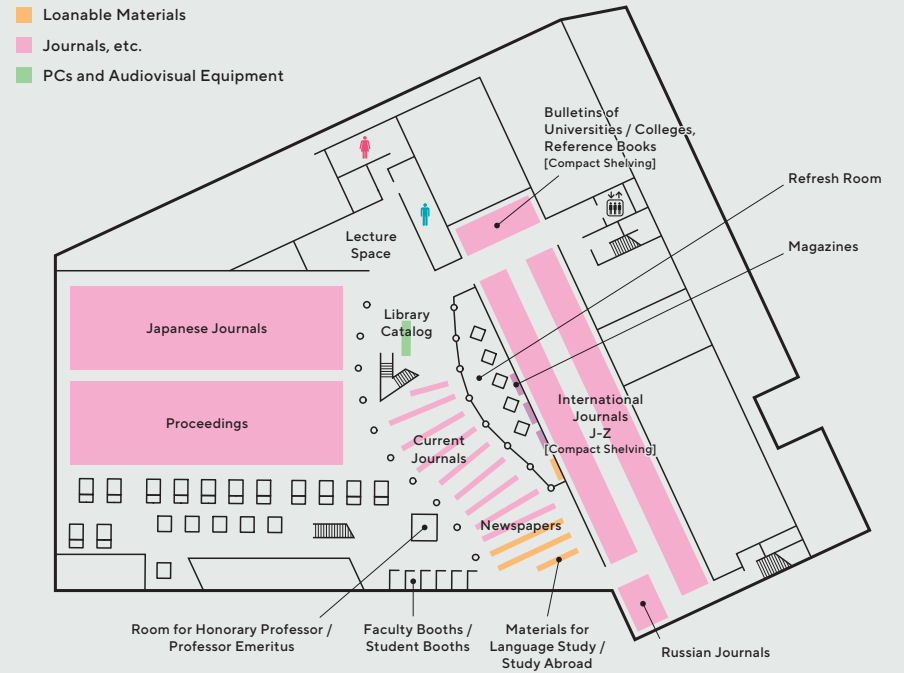 Loanable Materials
Journals, etc.
PCs and Audiovisual Equipment
Bulletins of
Universities / Colleges,
Reference Books
[Compact Shelving]
Refresh Room
Magazines
Lecture
Space
Library
Catalog
Japanese Journals
Proceedings
International
Journals
J-Z
[Compact Shelving]
Current
Journals
Newspapers
Room for Honorary Professor /
Professor Emeritus
Faculty Booths /
Student Booths
Materials for
Language Study /
Study Abroad
Russian Journals